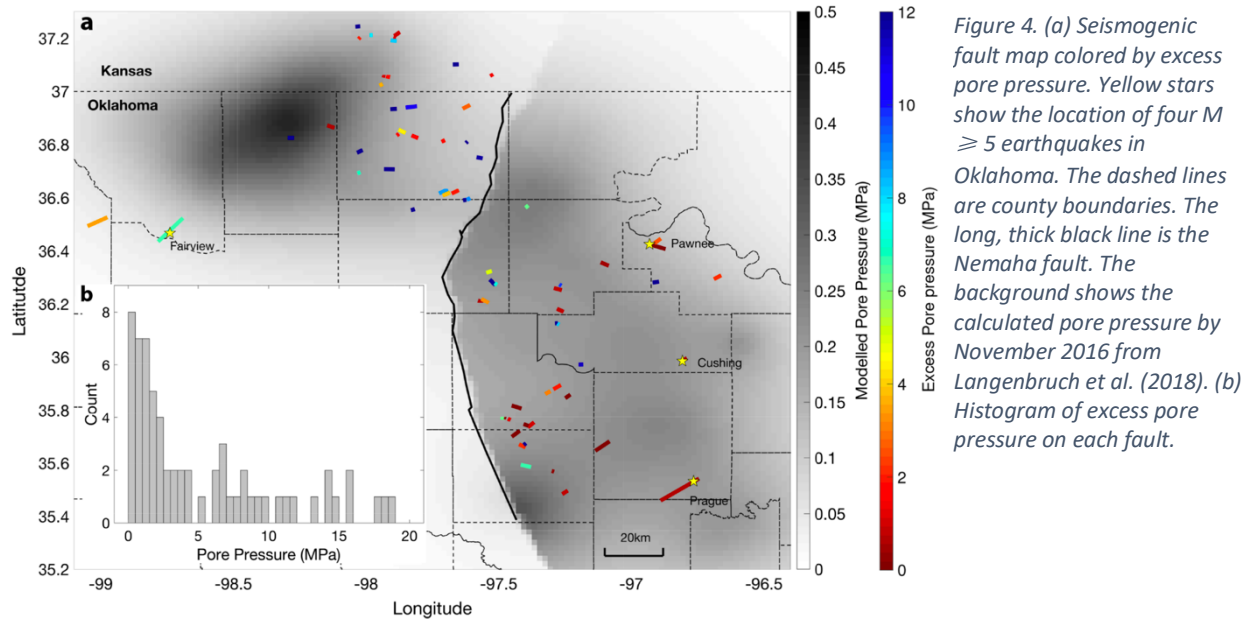 a
37.2
37
36.8
36.6
36.4
36.2
36
35.8
35.6
35.4
35.2
Latitude
Kansas
Oklahoma
Fairview
Pawnee
Cushing
Prague
20km
b
8
6
4
2
0
Count
0
5
10
15
20
Pore Pressure (MPa)
-99
-98.5
-98
-97.5
-97
-96.5
Longitude
0.5
0.45
0.4
0.35
0.3
0.25
0.2
0.15
0.1
0.05
0
Modelled Pore Pressure (MPa)
12
10
8
6
4
2
0
Excess Pore pressure (MPa)
Figure 4. (a) Seismogenic
fault map colored by excess
pore pressure. Yellow stars
show the location of four M
⩾ 5 earthquakes in
Oklahoma. The dashed lines
are county boundaries. The
long, thick black line is the
Nemaha fault. The
background shows the
calculated pore pressure by
November 2016 from
Langenbruch et al. (2018). (b)
Histogram of excess pore
pressure on each fault.